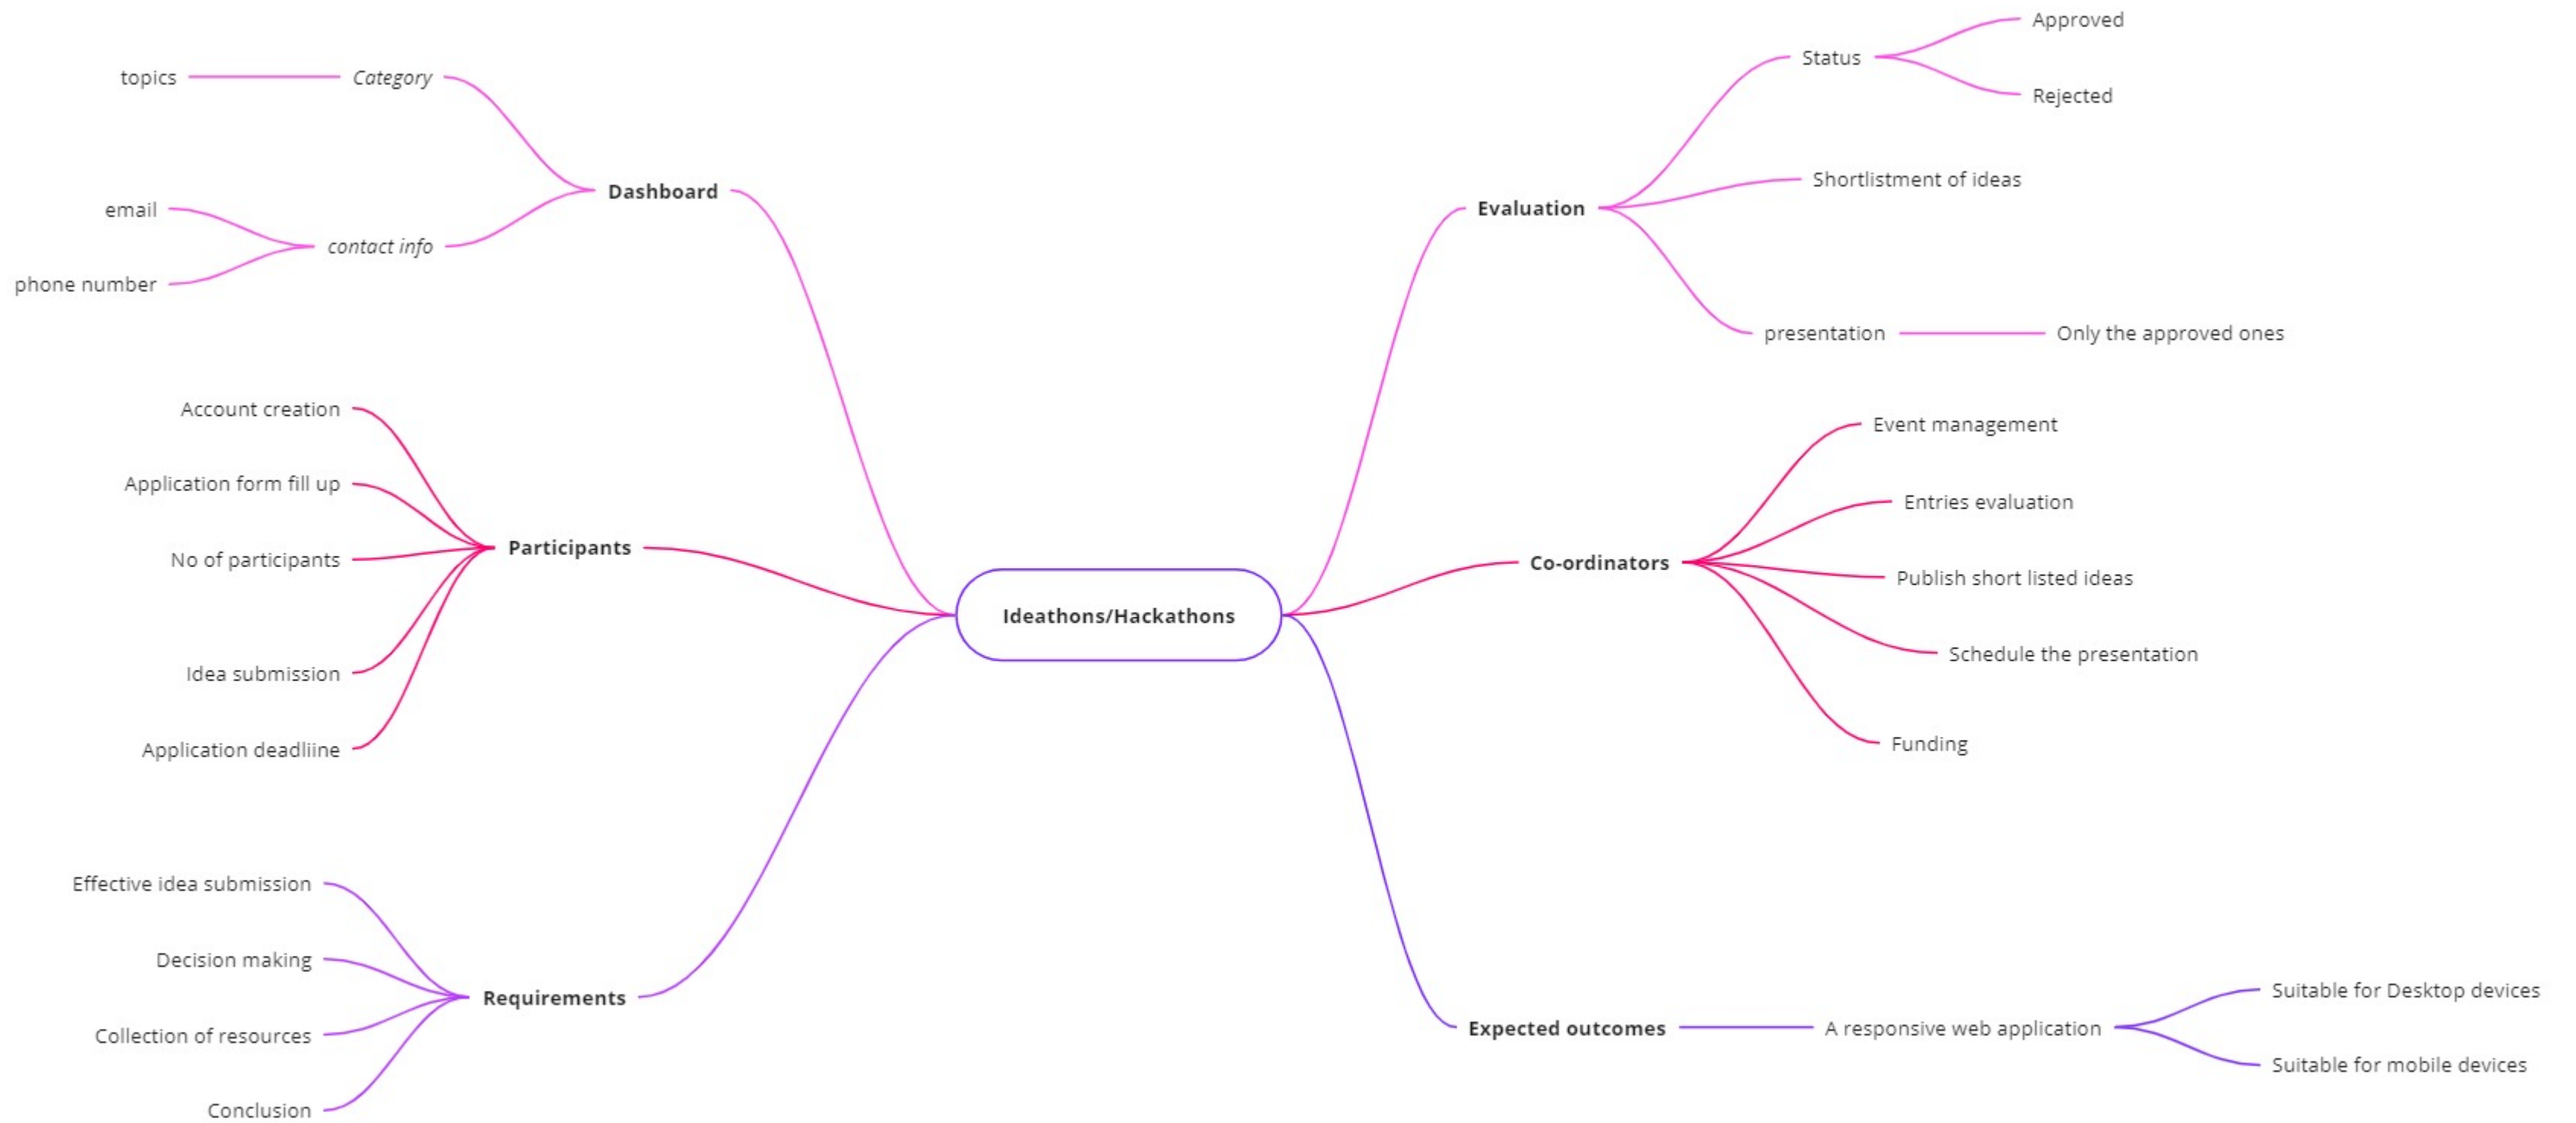 Ideathons/Hackathons
Dashboard
Category
topics
contact info
email
phone number
Participants
Account creation
Application form fill up
No of participants
Idea submission
Application deadliine
Requirements
Effective idea submission
Decision making
Collection of resources
Conclusion
Evaluation
Status
Approved
Rejected
Shortlistment of ideas
presentation
Only the approved ones
Co-ordinators
Event management
Entries evaluation
Publish short listed ideas
Schedule the presentation
Funding
Expected outcomes
A responsive web application
Suitable for Desktop devices
Suitable for mobile devices